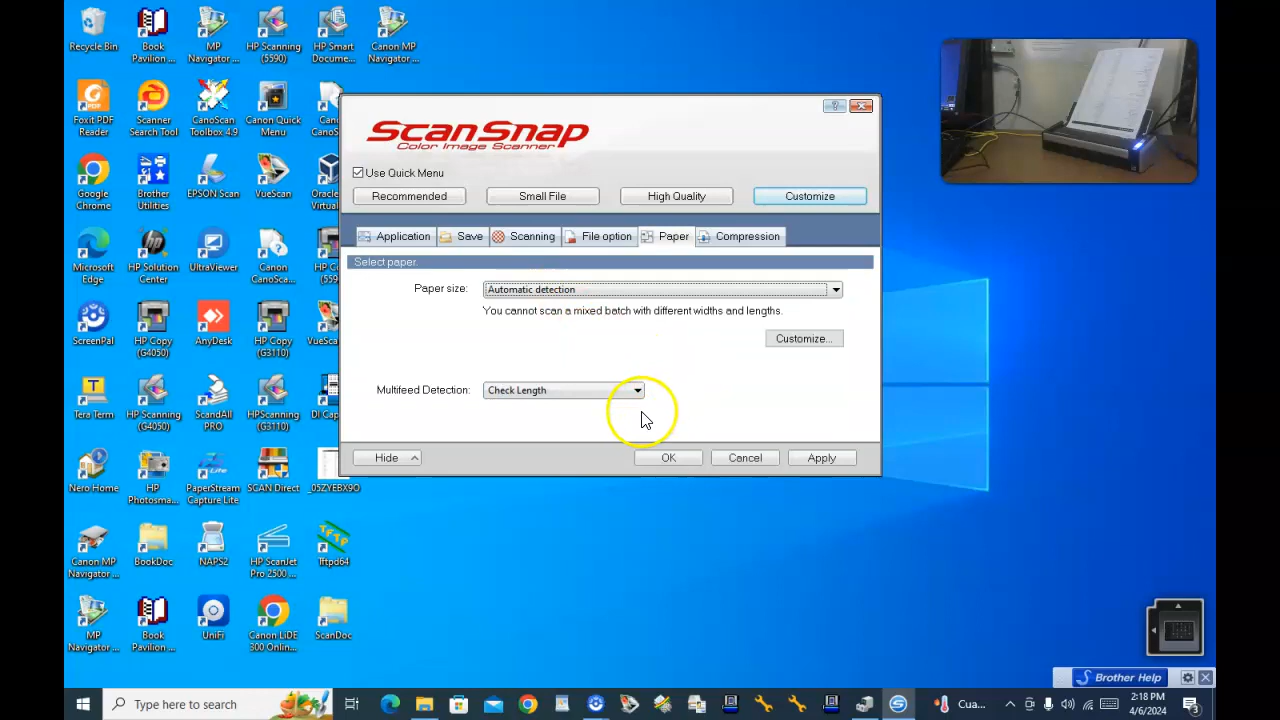 Recycle Bin
Book
Pavilion ...
MP
Navigator ...
HP Scanning
(5590)
HP Smart
Docume...
Canon MP
Navigator ...
Foxit PDF
Reader
Scanner
Search Tool
CanoScan
Toolbox 4.9
Canon Quick
Menu
Google
Chrome
Brother
Utilities
EPSON Scan
VueScan
Microsoft
Edge
HP Solution
Center
UltraViewer
Canon
CanoSca...
ScreenPal
HP Copy
(G4050)
AnyDesk
HP Copy
(G3110)
Tera Term
HP Scanning
(G4050)
ScandAll
PRO
HPScanning
(G3110)
DI Cap
Nero Home
HP
Photosma...
PaperStream
Capture Lite
SCAN Direct
_05ZYEBX9O
Canon MP
Navigator ...
BookDoc
NAPS2
HP ScanJet
Pro 2500 ...
Tftpd64
MP
Navigator ...
Book
Pavilion ...
UniFi
Canon LiDE
300 Onlin...
ScanDoc
ScanSnap
Color Image Scanner
Use Quick Menu
Recommended
Small File
High Quality
Customize
Application
Save
Scanning
File option
Paper
Compression
Select paper.
Paper size:
Automatic detection
You cannot scan a mixed batch with different widths and lengths.
Customize...
Multifeed Detection:
Check Length
Hide
OK
Cancel
Apply
Brother Help
Type here to search
Cua...
2:18 PM
4/6/2024